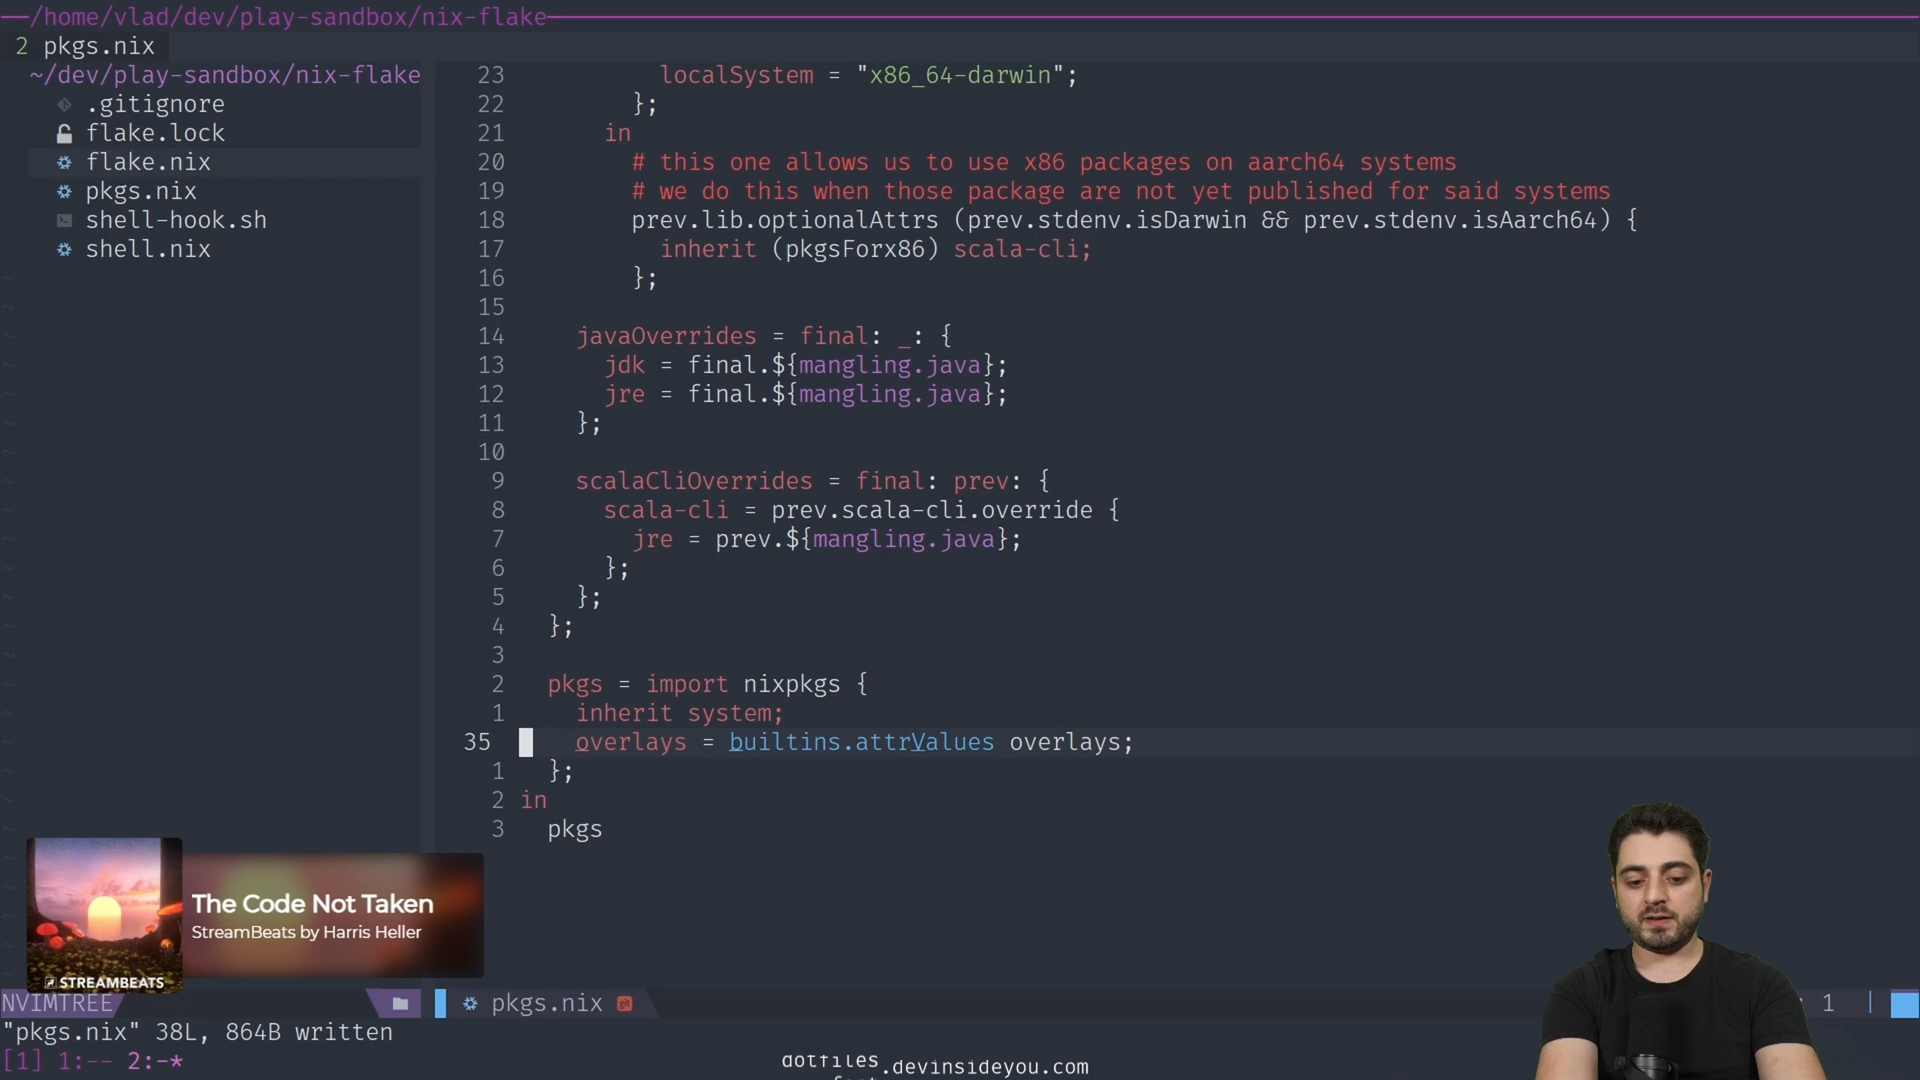 /home/vlad/dev/play-sandbox/nix-flake
2 pkgs.nix
~/dev/play-sandbox/nix-flake
.gitignore
flake.lock
flake.nix
pkgs.nix
shell-hook.sh
shell.nix
23 localSystem = "x86_64-darwin";
22 };
21 in
20 # this one allows us to use x86 packages on aarch64 systems
19 # we do this when those package are not yet published for said systems
18 prev.lib.optionalAttrs (prev.stdenv.isDarwin && prev.stdenv.isAarch64) {
17 inherit (pkgsForx86) scala-cli;
16 };
15
14 javaOverrides = final: _: {
13 jdk = final.${mangling.java};
12 jre = final.${mangling.java};
11 };
10
9 scalaCliOverrides = final: prev: {
8 scala-cli = prev.scala-cli.override {
7 jre = prev.${mangling.java};
6 };
5 };
4 };
3
2 pkgs = import nixpkgs {
1 inherit system;
35 overlays = builtins.attrValues overlays;
1 };
2 in
3 pkgs
The Code Not Taken
StreamBeats by Harris Heller
STREAMBEATS
NVIMTREE
pkgs.nix
1
"pkgs.nix" 38L, 864B written
[1] 1:-- 2:-*
dotfiles.devinsideyou.com